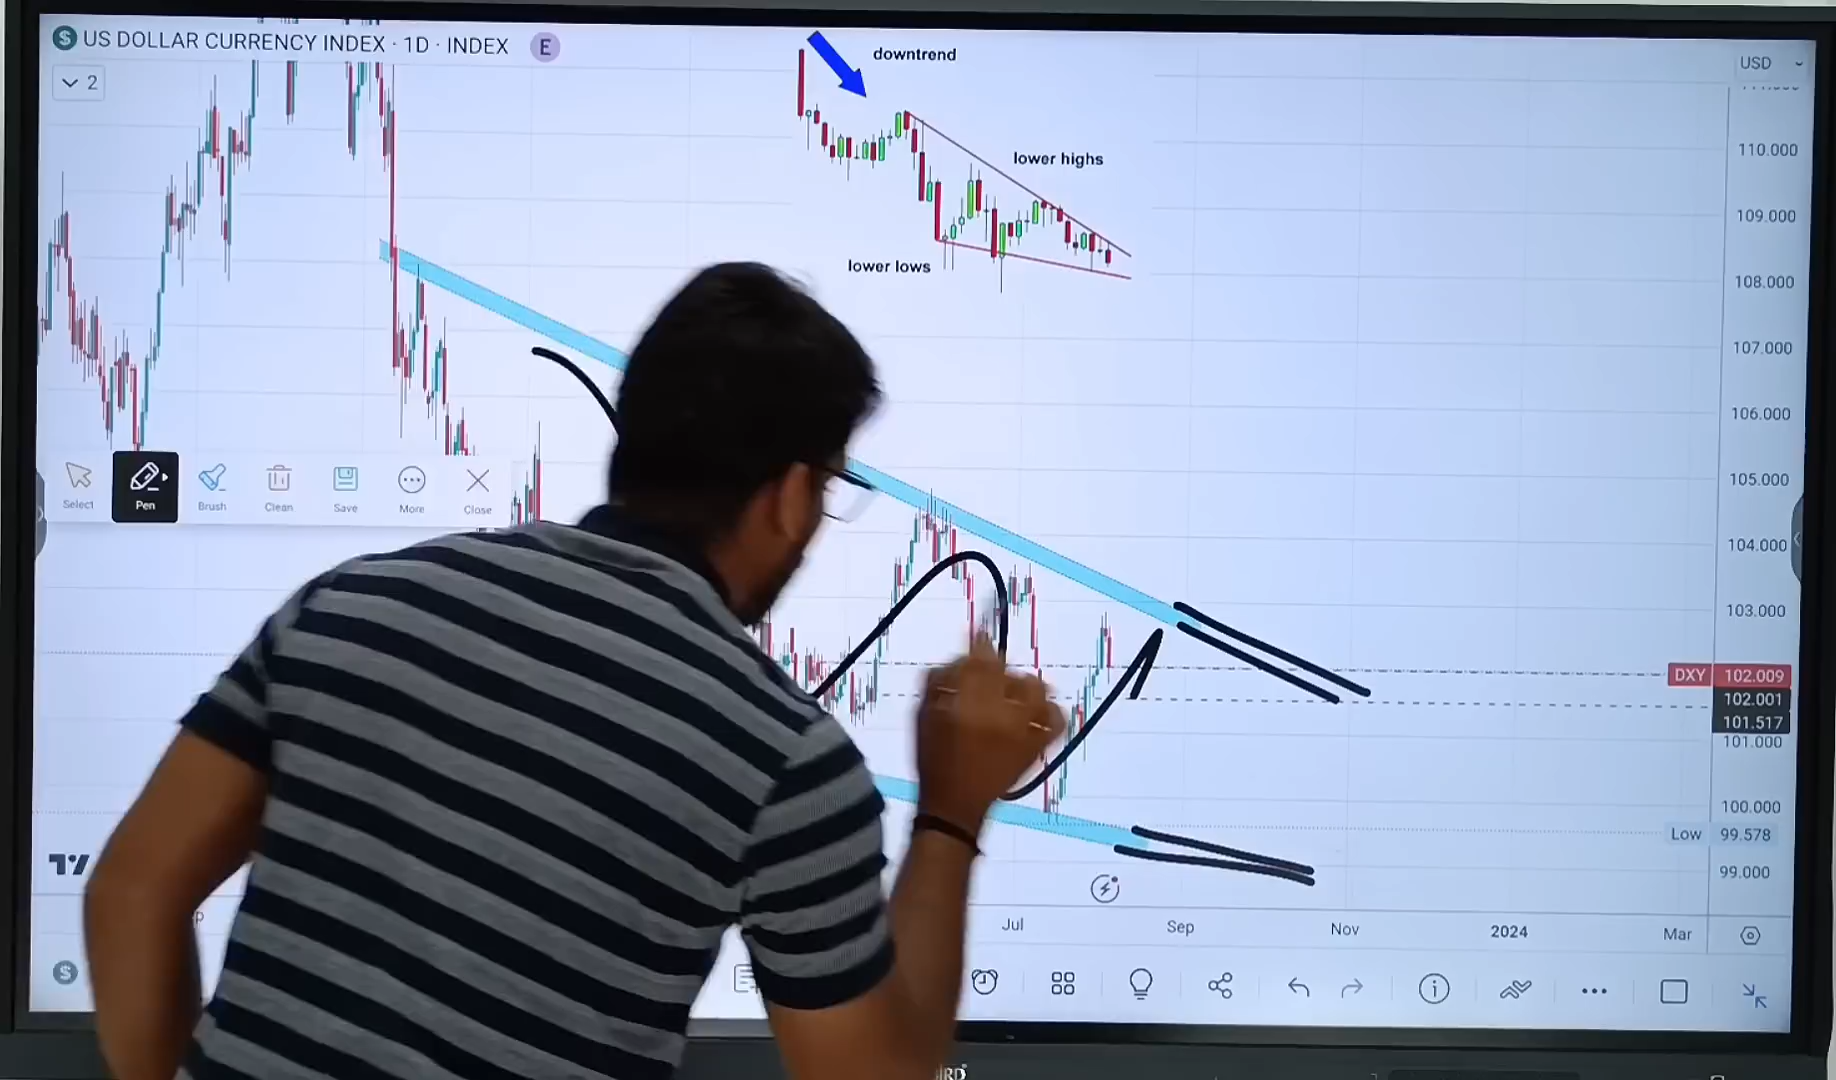 US DOLLAR CURRENCY INDEX · 1D · INDEX
E
2
downtrend
lower highs
lower lows
USD
110.000
109.000
108.000
107.000
106.000
105.000
104.000
103.000
DXY 102.009
102.001
101.517
101.000
100.000
Low 99.578
99.000
Select
Pen
Brush
Clean
Save
More
Close
Jul
Sep
Nov
2024
Mar